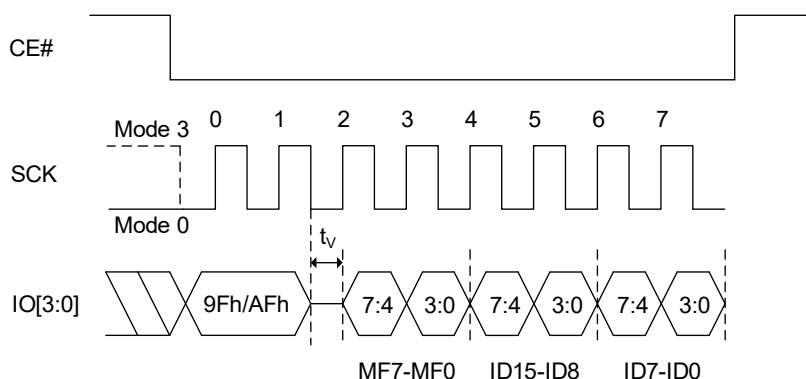 CE#
0 1 2 3 4 5 6 7
Mode 3
SCK
Mode 0
tV
IO[3:0] 9Fh/AFh 7:4 3:0 7:4 3:0 7:4 3:0
MF7-MF0 ID15-ID8 ID7-ID0